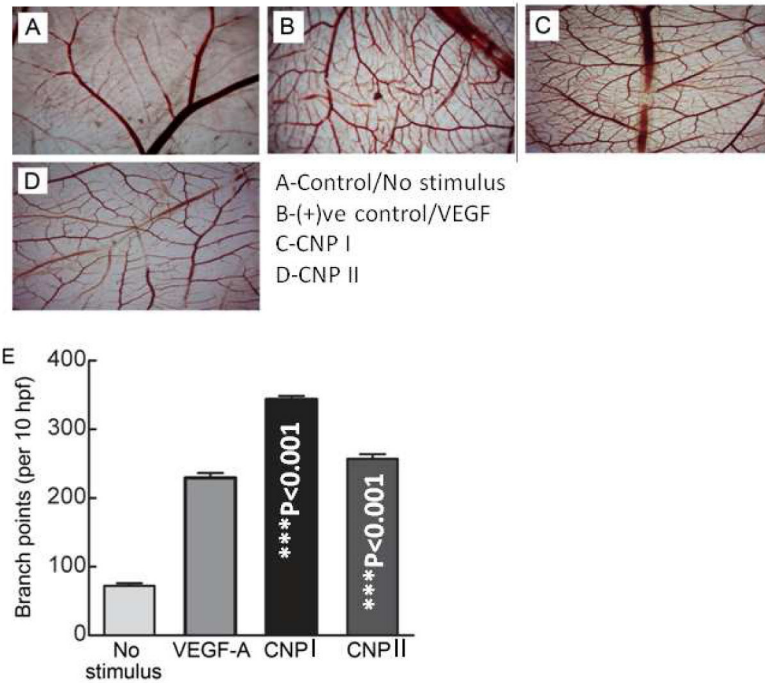 A
B
C
D
A-Control/No stimulus
B-(+)ve control/VEGF
C-CNP I
D-CNP II
E
Branch points (per 10 hpf)
400
300
200
100
0
***P<0.001
***P<0.001
No stimulus
VEGF-A
CNP I
CNP II